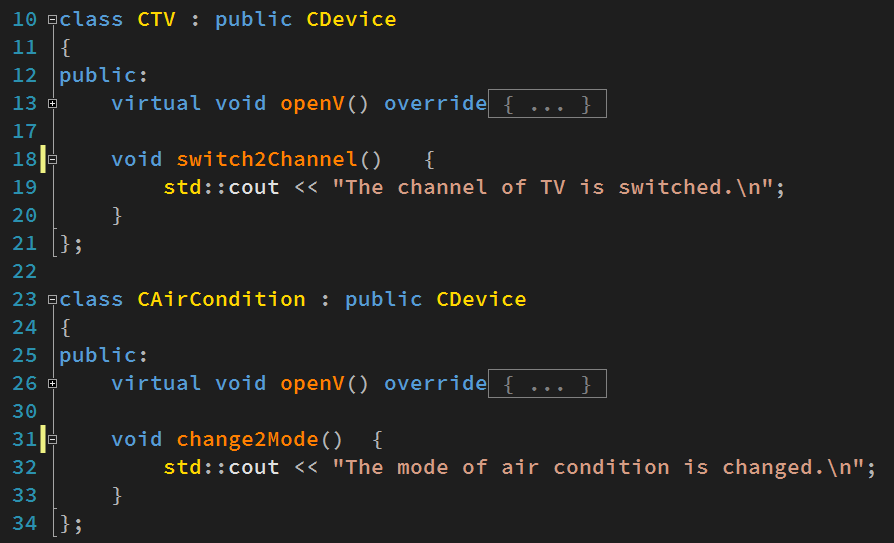 10 class CTV : public CDevice
11 {
12 public:
13     virtual void openV() override { ... }
17
18     void switch2Channel()   {
19         std::cout << "The channel of TV is switched.\n";
20     }
21 };
22
23 class CAirCondition : public CDevice
24 {
25 public:
26     virtual void openV() override { ... }
30
31     void change2Mode()  {
32         std::cout << "The mode of air condition is changed.\n";
33     }
34 };